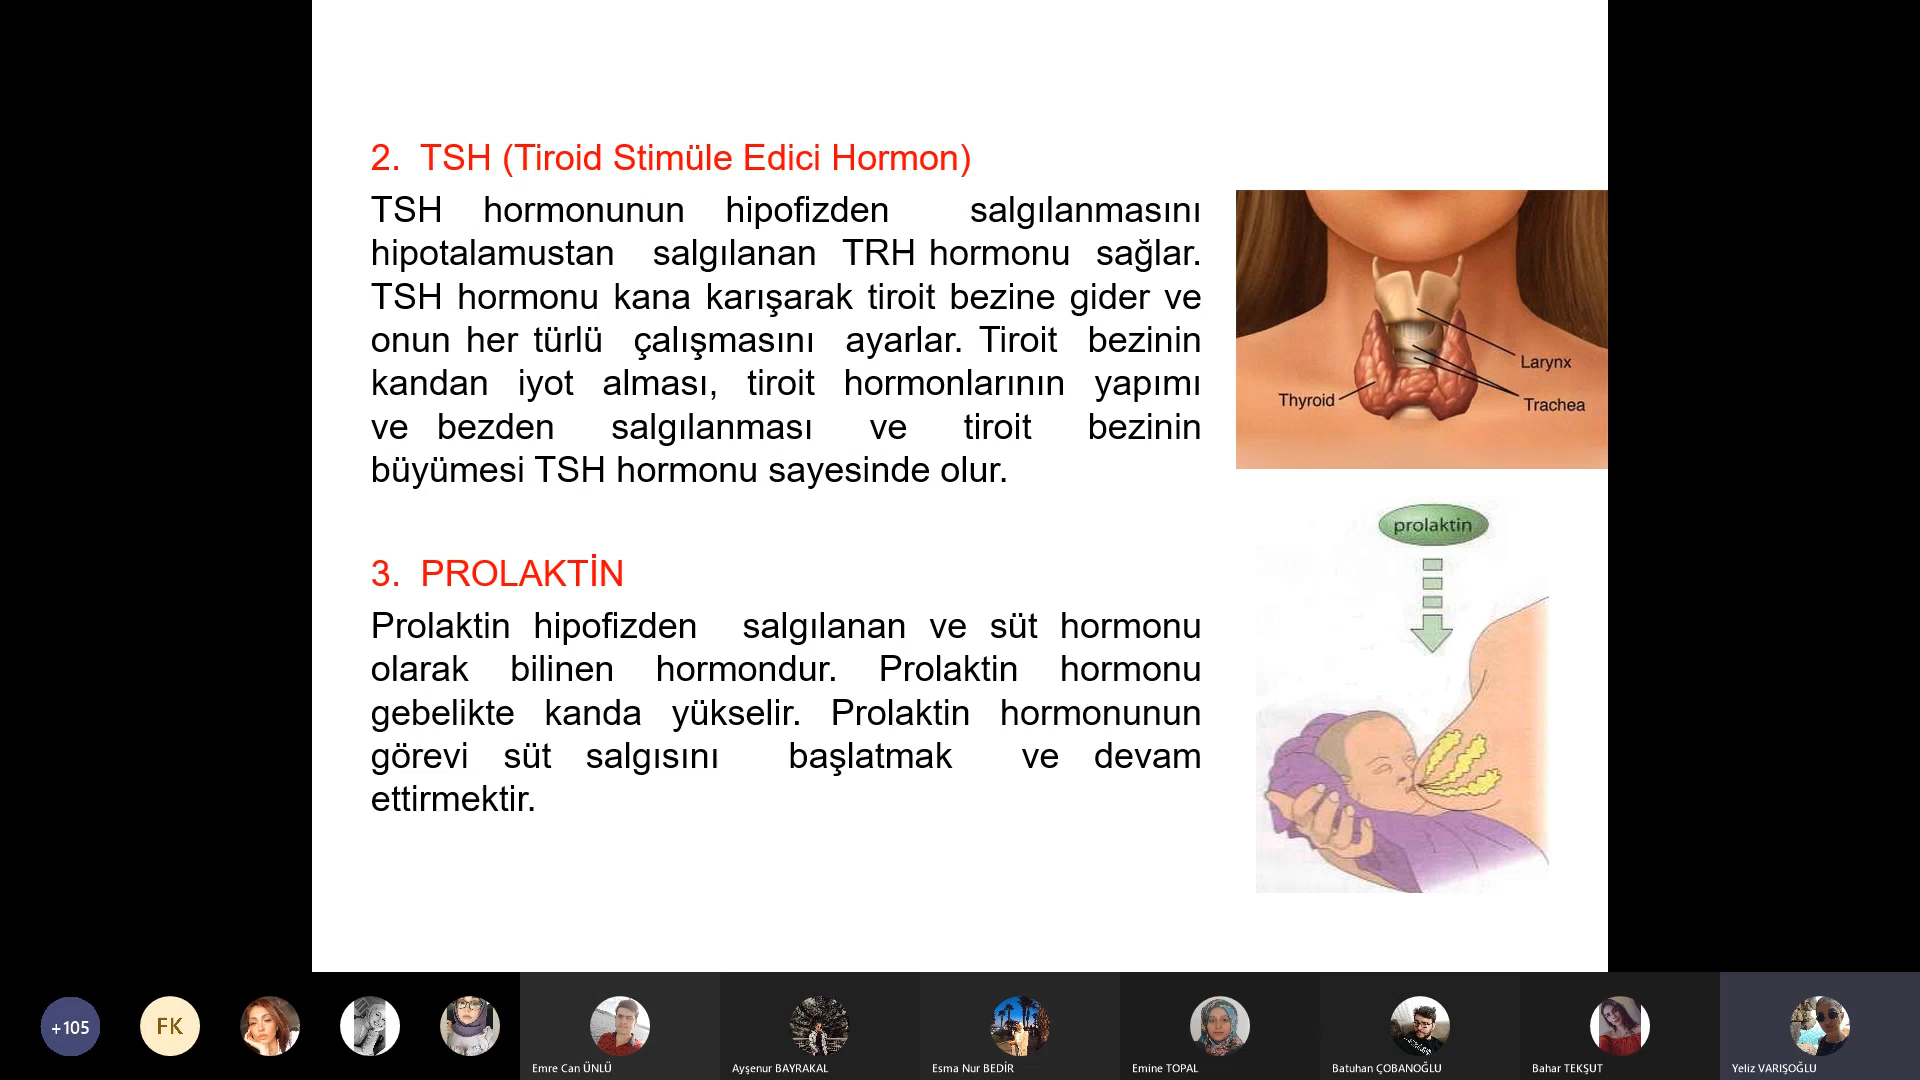 2. TSH (Tiroid Stimüle Edici Hormon)
TSH hormonunun hipofizden salgılanmasını
hipotalamustan salgılanan TRH hormonu sağlar.
TSH hormonu kana karışarak tiroit bezine gider ve
onun her türlü çalışmasını ayarlar. Tiroit bezinin
kandan iyot alması, tiroit hormonlarının yapımı
ve bezden salgılanması ve tiroit bezinin
büyümesi TSH hormonu sayesinde olur.
Larynx
Thyroid
Trachea
3. PROLAKTİN
Prolaktin hipofizden salgılanan ve süt hormonu
olarak bilinen hormondur. Prolaktin hormonu
gebelikte kanda yükselir. Prolaktin hormonunun
görevi süt salgısını başlatmak ve devam
ettirmektir.
prolaktin
+105
FK
Emre Can ÜNLÜ
Ayşenur BAYRAKAL
Esma Nur BEDİR
Emine TOPAL
Batuhan ÇOBANOĞLU
Bahar TEKŞUT
Yeliz VARIŞOĞLU